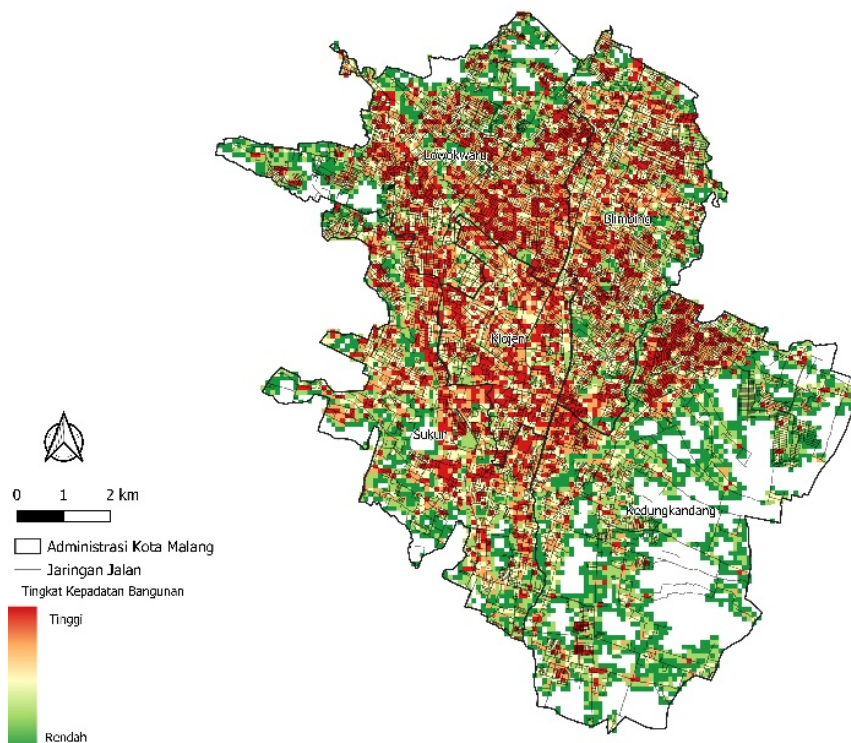 Lowokwaru
Blimbing
Klojen
Sukun
Kedungkandang
0 1 2 km
Administrasi Kota Malang
Jaringan Jalan
Tingkat Kepadatan Bangunan
Tinggi
Rendah